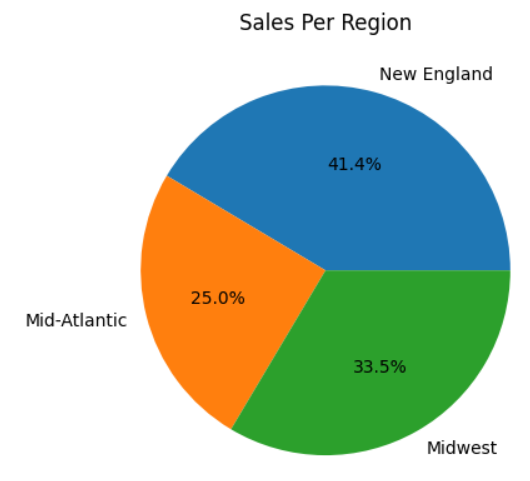 Sales Per Region
New England
41.4%
25.0%
Mid-Atlantic
33.5%
Midwest